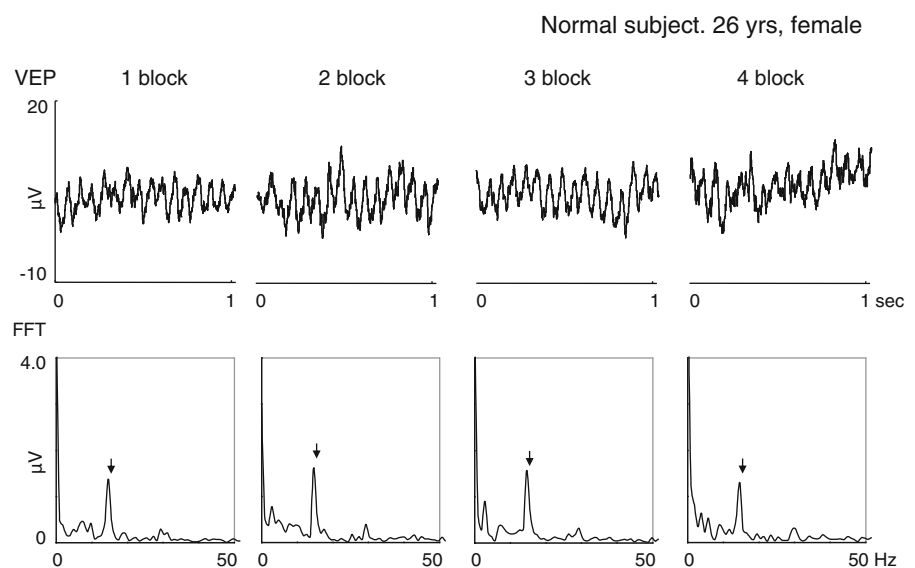 Normal subject. 26 yrs, female
VEP 1 block 2 block 3 block 4 block
20
µV
-10
0 1 0 1 0 1 0 1 sec
FFT
4.0
µV
0
0 50 0 50 0 50 0 50 Hz